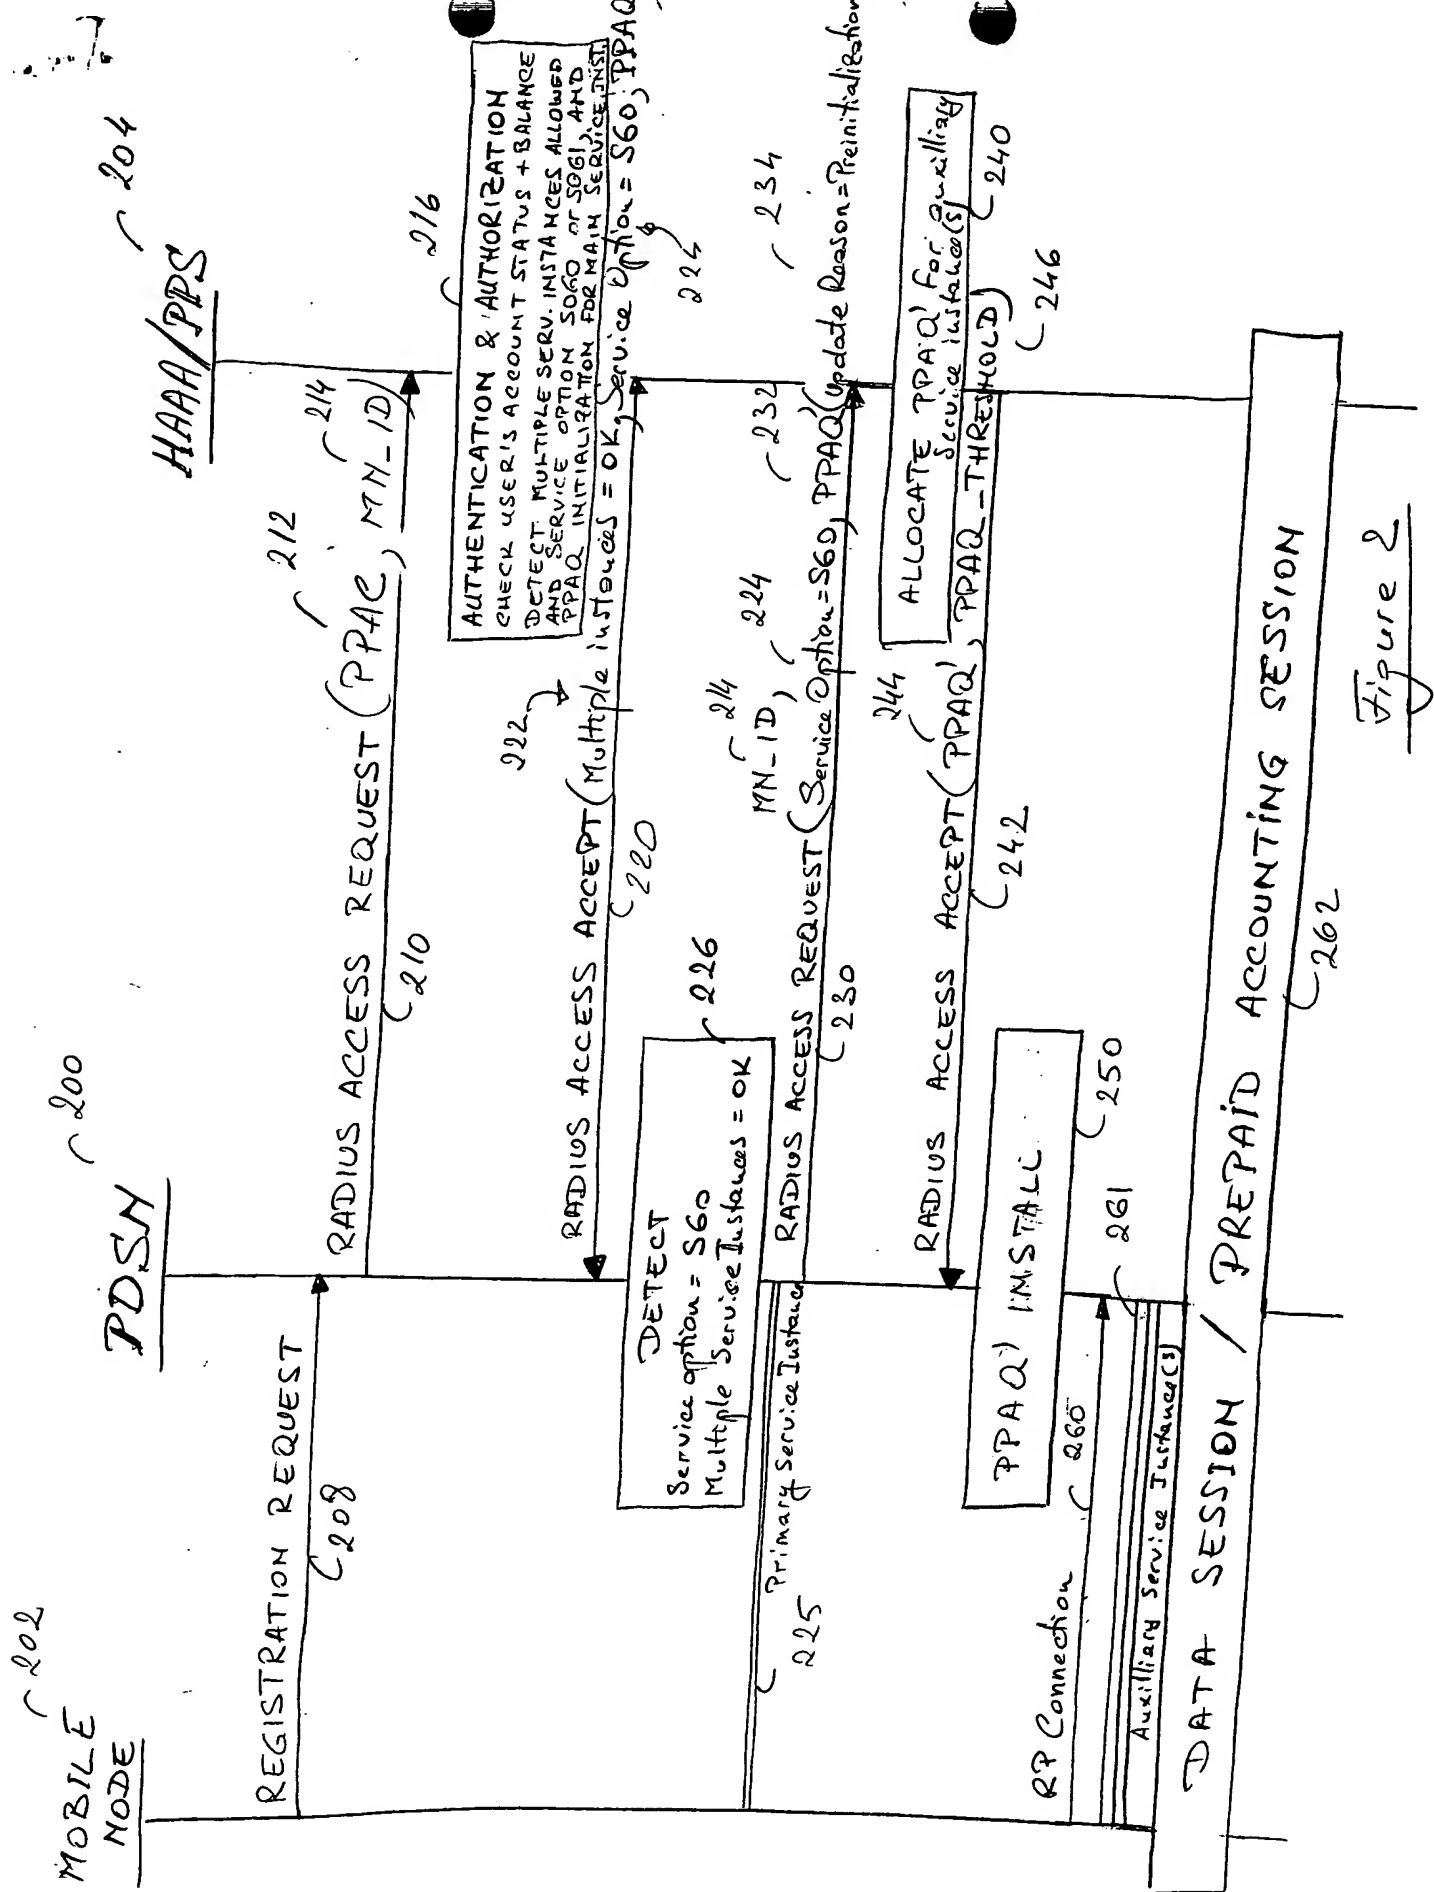 MOBILE
NODE
202
PDSN
200
HAAA/PPS
204
REGISTRATION REQUEST
208
RADIUS ACCESS REQUEST (PPAC, MN_ID)
210
212
214
216
AUTHENTICATION & AUTHORIZATION
CHECK USER'S ACCOUNT STATUS + BALANCE
DETECT MULTIPLE SERV. INSTANCES ALLOWED
AND SERVICE OPTION SO60 or SO61, AND
PPAQ INITIALIZATION FOR MAIN SERVICE INST.
222
RADIUS ACCESS ACCEPT (Multiple instances = OK, Service Option = S60, PPAQ
220
224
DETECT
Service option = S60
Multiple Service Instances = OK
226
Primary Service Instance
225
MN_ID,
214
224
232
234
RADIUS ACCESS REQUEST (Service Option=S60, PPAQ'(update Reason=Preinitialization
230
ALLOCATE PPAQ' for auxilliary
Service instance(s)
240
244
RADIUS ACCESS ACCEPT (PPAQ', PPAQ_THRESHOLD)
242
246
PPAQ' INSTALL
250
RP Connection
260
261
Auxilliary Service Instance(s)
DATA SESSION / PREPAID ACCOUNTING SESSION
262
Figure 2